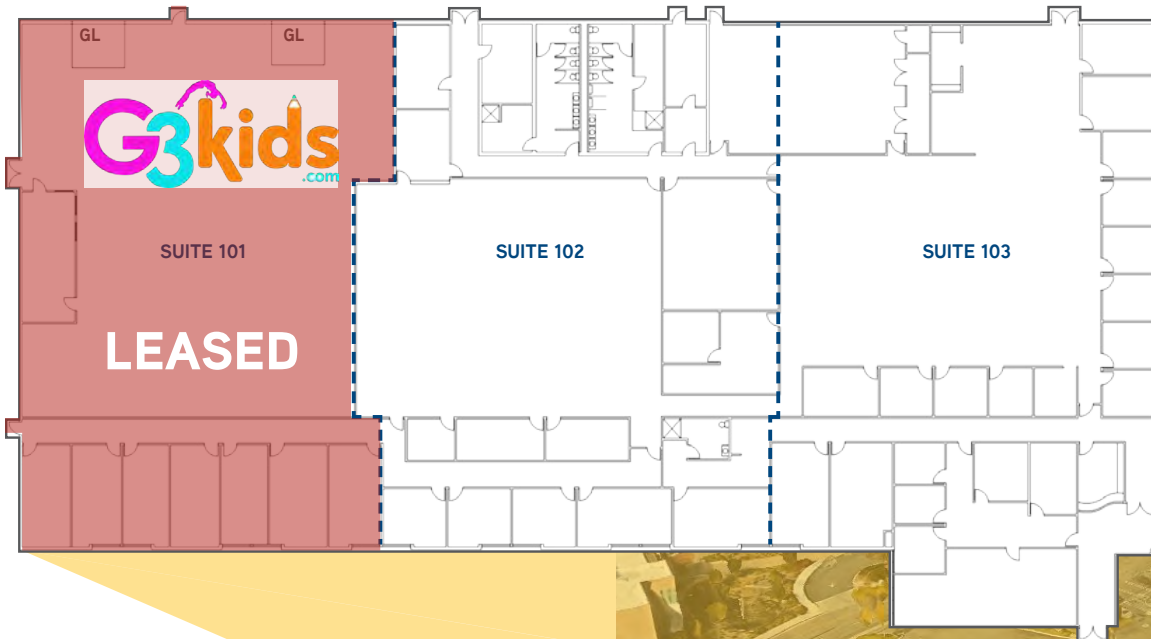 GL
GL
G3kids
.com
SUITE 101
SUITE 102
SUITE 103
LEASED